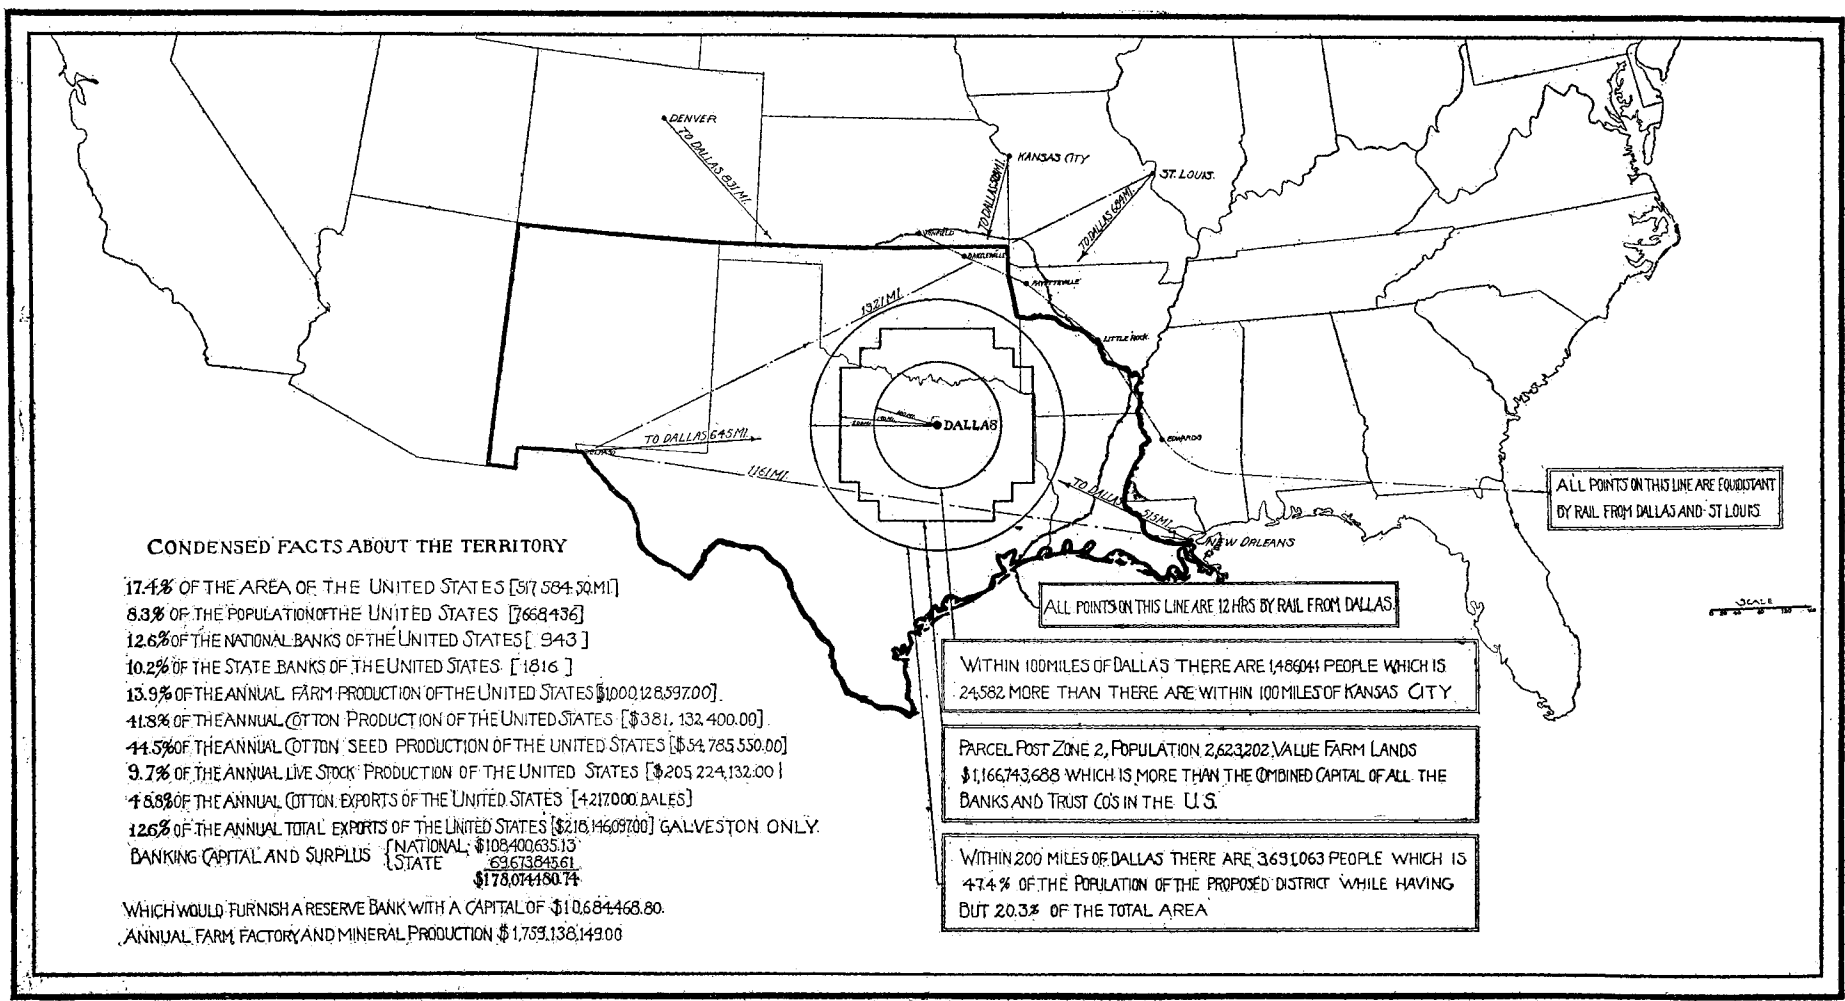 DENVER
TO DALLAS 831 MI.
KANSAS CITY
TO DALLAS
ST. LOUIS.
TO DALLAS 684 MI.
WINFIELD
BARTLESVILLE
FAYETTEVILLE
1321 MI.
LITTLE ROCK.
DALLAS
EDWARDS
TO DALLAS 645 MI.
1161 MI.
TO DALLAS 515 MI.
NEW ORLEANS
ALL POINTS ON THIS LINE ARE EQUIDISTANT
BY RAIL FROM DALLAS AND ST LOUIS.
SCALE
CONDENSED FACTS ABOUT THE TERRITORY
17.4% OF THE AREA OF THE UNITED STATES [517,584 SQ.MI.]
8.3% OF THE POPULATION OF THE UNITED STATES [7668436]
12.6% OF THE NATIONAL BANKS OF THE UNITED STATES [943]
10.2% OF THE STATE BANKS OF THE UNITED STATES [1816]
13.9% OF THE ANNUAL FARM PRODUCTION OF THE UNITED STATES [$1,000,128,597.00].
41.8% OF THE ANNUAL COTTON PRODUCTION OF THE UNITED STATES [$381,132,400.00].
44.5% OF THE ANNUAL COTTON SEED PRODUCTION OF THE UNITED STATES [$54,785,550.00]
9.7% OF THE ANNUAL LIVE STOCK PRODUCTION OF THE UNITED STATES [$205,224,132.00]
48.8% OF THE ANNUAL COTTON EXPORTS OF THE UNITED STATES [4217000 BALES]
12.6% OF THE ANNUAL TOTAL EXPORTS OF THE UNITED STATES [$218,146,097.00] GALVESTON ONLY.
BANKING CAPITAL AND SURPLUS { NATIONAL $108400,635.13
STATE 69,673,845.61
$178,074480.74
WHICH WOULD FURNISH A RESERVE BANK WITH A CAPITAL OF $10,684,468.80.
ANNUAL FARM, FACTORY, AND MINERAL PRODUCTION $1,759,138,149.00
ALL POINTS ON THIS LINE ARE 12 HRS BY RAIL FROM DALLAS.
WITHIN 100 MILES OF DALLAS THERE ARE 1,486,041 PEOPLE WHICH IS
24,582 MORE THAN THERE ARE WITHIN 100 MILES OF KANSAS CITY
PARCEL POST ZONE 2, POPULATION 2,623,202, VALUE FARM LANDS
$1,166,743,688 WHICH IS MORE THAN THE COMBINED CAPITAL OF ALL THE
BANKS AND TRUST CO'S IN THE U.S.
WITHIN 200 MILES OF DALLAS THERE ARE 3,691,063 PEOPLE WHICH IS
47.4% OF THE POPULATION OF THE PROPOSED DISTRICT WHILE HAVING
BUT 20.3% OF THE TOTAL AREA